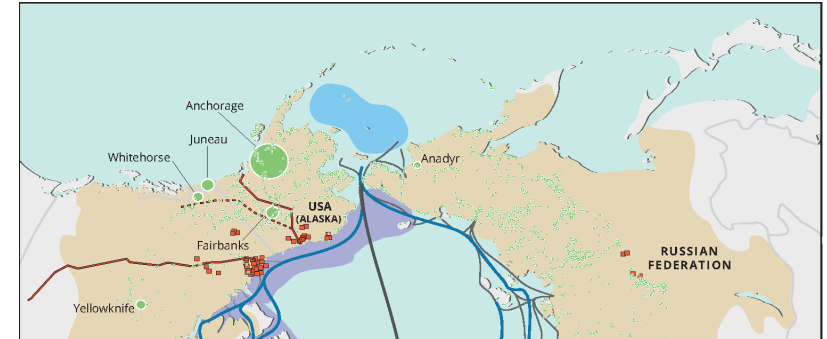 Anchorage
Juneau
Whitehorse
Anadyr
USA
(ALASKA)
Fairbanks
RUSSIAN
FEDERATION
Yellowknife